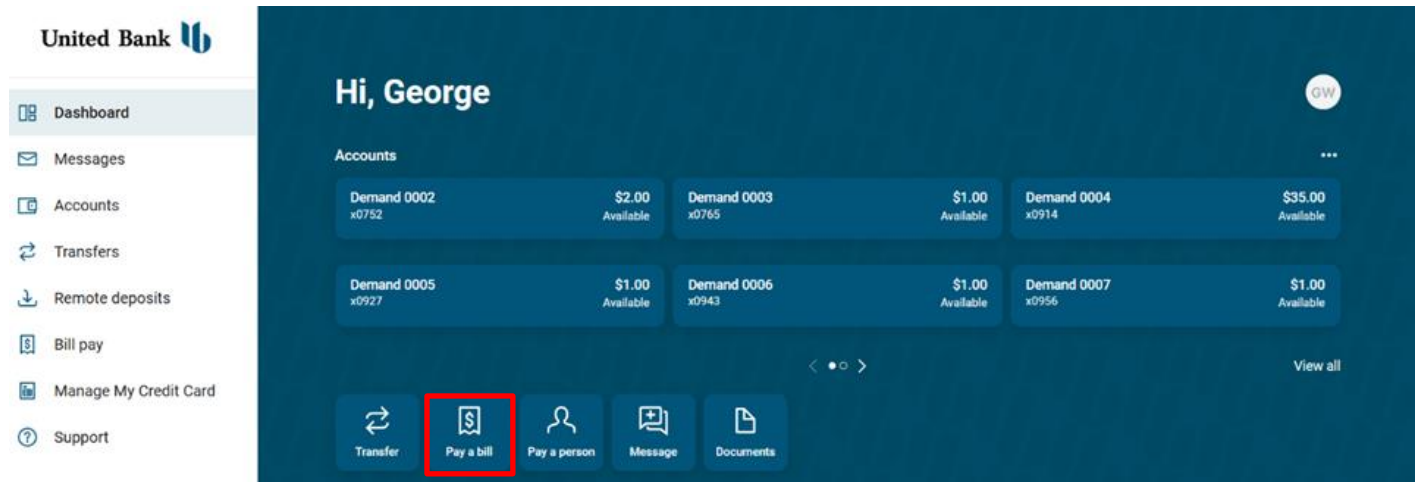 United Bank
Dashboard
Messages
Accounts
Transfers
Remote deposits
Bill pay
Manage My Credit Card
Support
Hi, George
GW
Accounts
Demand 0002 $2.00
x0752 Available
Demand 0003 $1.00
x0765 Available
Demand 0004 $35.00
x0914 Available
Demand 0005 $1.00
x0927 Available
Demand 0006 $1.00
x0943 Available
Demand 0007 $1.00
x0956 Available
View all
Transfer
Pay a bill
Pay a person
Message
Documents